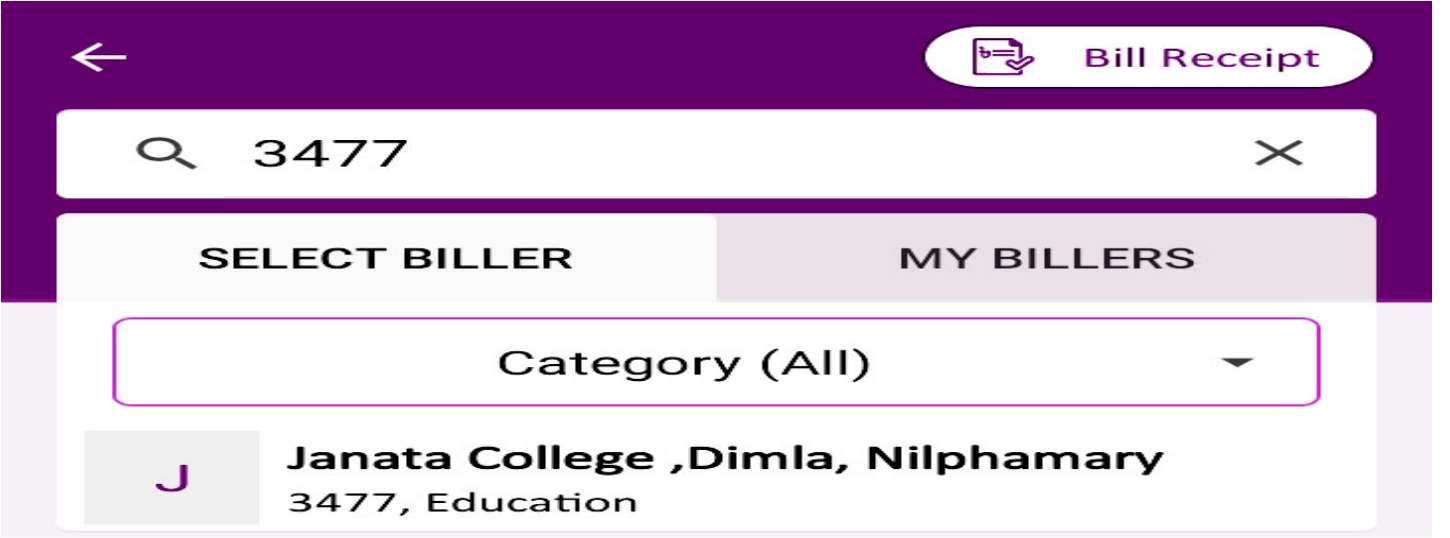 Bill Receipt
3477
SELECT BILLER
MY BILLERS
Category (All)
J
Janata College ,Dimla, Nilphamary
3477, Education